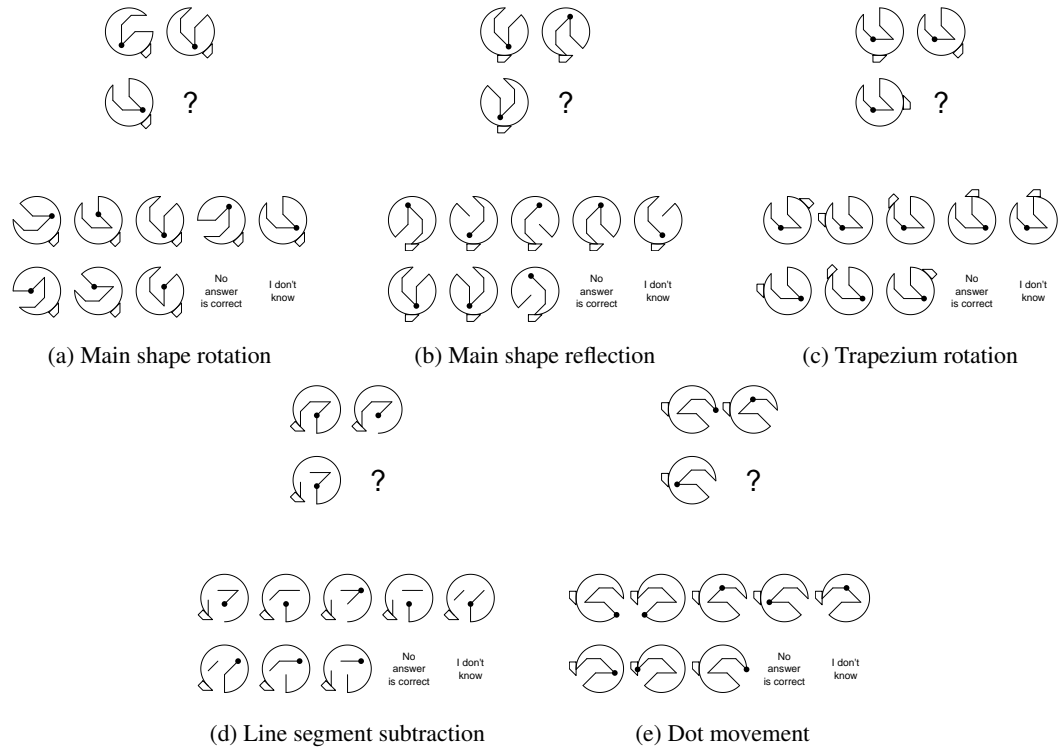 ? ? ?
No
answer
is correct
I don't
know
No
answer
is correct
I don't
know
No
answer
is correct
I don't
know
(a) Main shape rotation
(b) Main shape reflection
(c) Trapezium rotation
? ?
No
answer
is correct
I don't
know
No
answer
is correct
I don't
know
(d) Line segment subtraction
(e) Dot movement